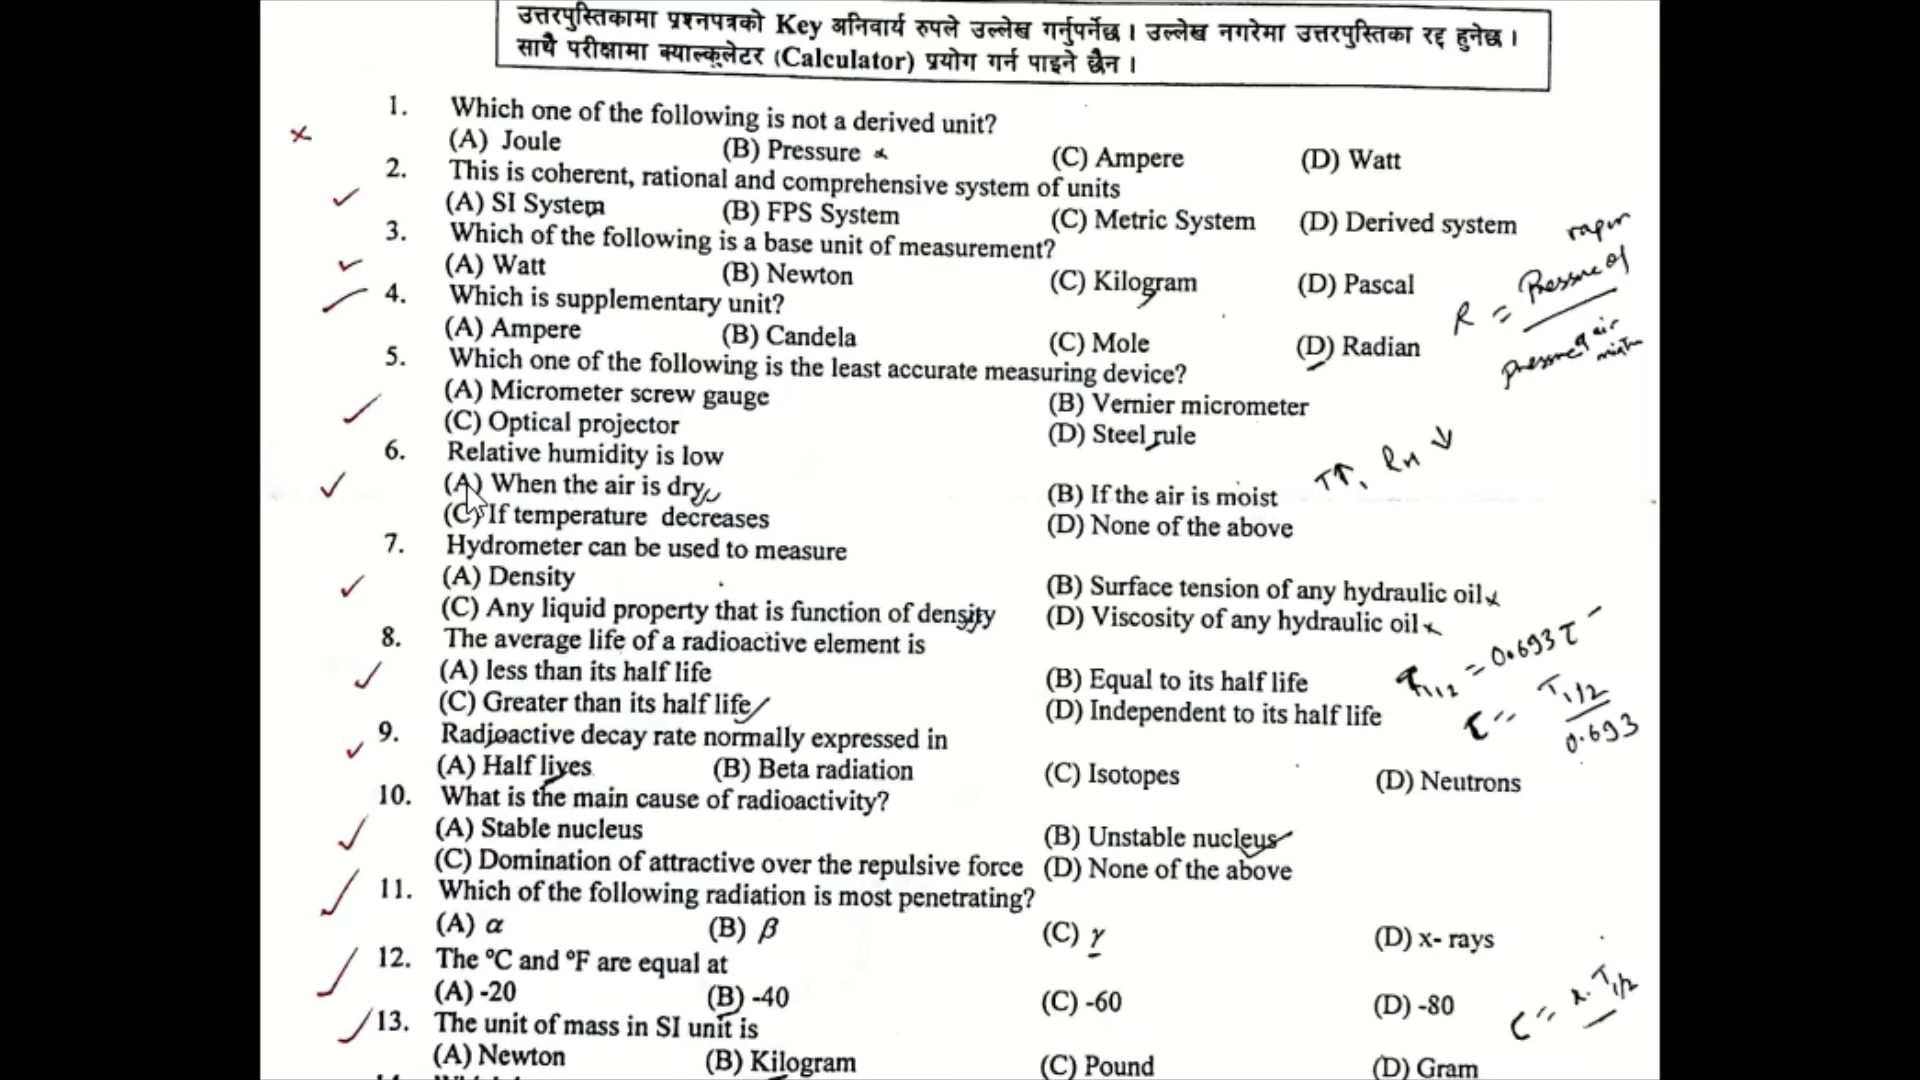 उत्तरपुस्तिकामा प्रश्नपत्रको Key अनिवार्य रुपले उल्लेख गर्नुपर्नेछ। उल्लेख नगरेमा उत्तरपुस्तिका रद्द हुनेछ।
साथै परीक्षामा क्याल्कुलेटर (Calculator) प्रयोग गर्न पाइने छैन।
1. Which one of the following is not a derived unit?
(A) Joule (B) Pressure (C) Ampere (D) Watt
2. This is coherent, rational and comprehensive system of units
(A) SI System (B) FPS System (C) Metric System (D) Derived system
3. Which of the following is a base unit of measurement?
(A) Watt (B) Newton (C) Kilogram (D) Pascal
4. Which is supplementary unit?
(A) Ampere (B) Candela (C) Mole (D) Radian
R = Pressure of
pressure of air
5. Which one of the following is the least accurate measuring device?
(A) Micrometer screw gauge (B) Vernier micrometer
(C) Optical projector (D) Steel rule
6. Relative humidity is low
T↑, RH ↓
(A) When the air is dry (B) If the air is moist
(C) If temperature decreases (D) None of the above
7. Hydrometer can be used to measure
(A) Density (B) Surface tension of any hydraulic oil
(C) Any liquid property that is function of density (D) Viscosity of any hydraulic oil
8. The average life of a radioactive element is
T1/2 = 0.693 τ
(A) less than its half life (B) Equal to its half life
(C) Greater than its half life (D) Independent to its half life
τ = T1/2
0.693
9. Radioactive decay rate normally expressed in
(A) Half lives (B) Beta radiation (C) Isotopes (D) Neutrons
10. What is the main cause of radioactivity?
(A) Stable nucleus (B) Unstable nucleus
(C) Domination of attractive over the repulsive force (D) None of the above
11. Which of the following radiation is most penetrating?
(A) α (B) β (C) γ (D) x- rays
12. The ºC and ºF are equal at
(A) -20 (B) -40 (C) -60 (D) -80
13. The unit of mass in SI unit is
(A) Newton (B) Kilogram (C) Pound (D) Gram